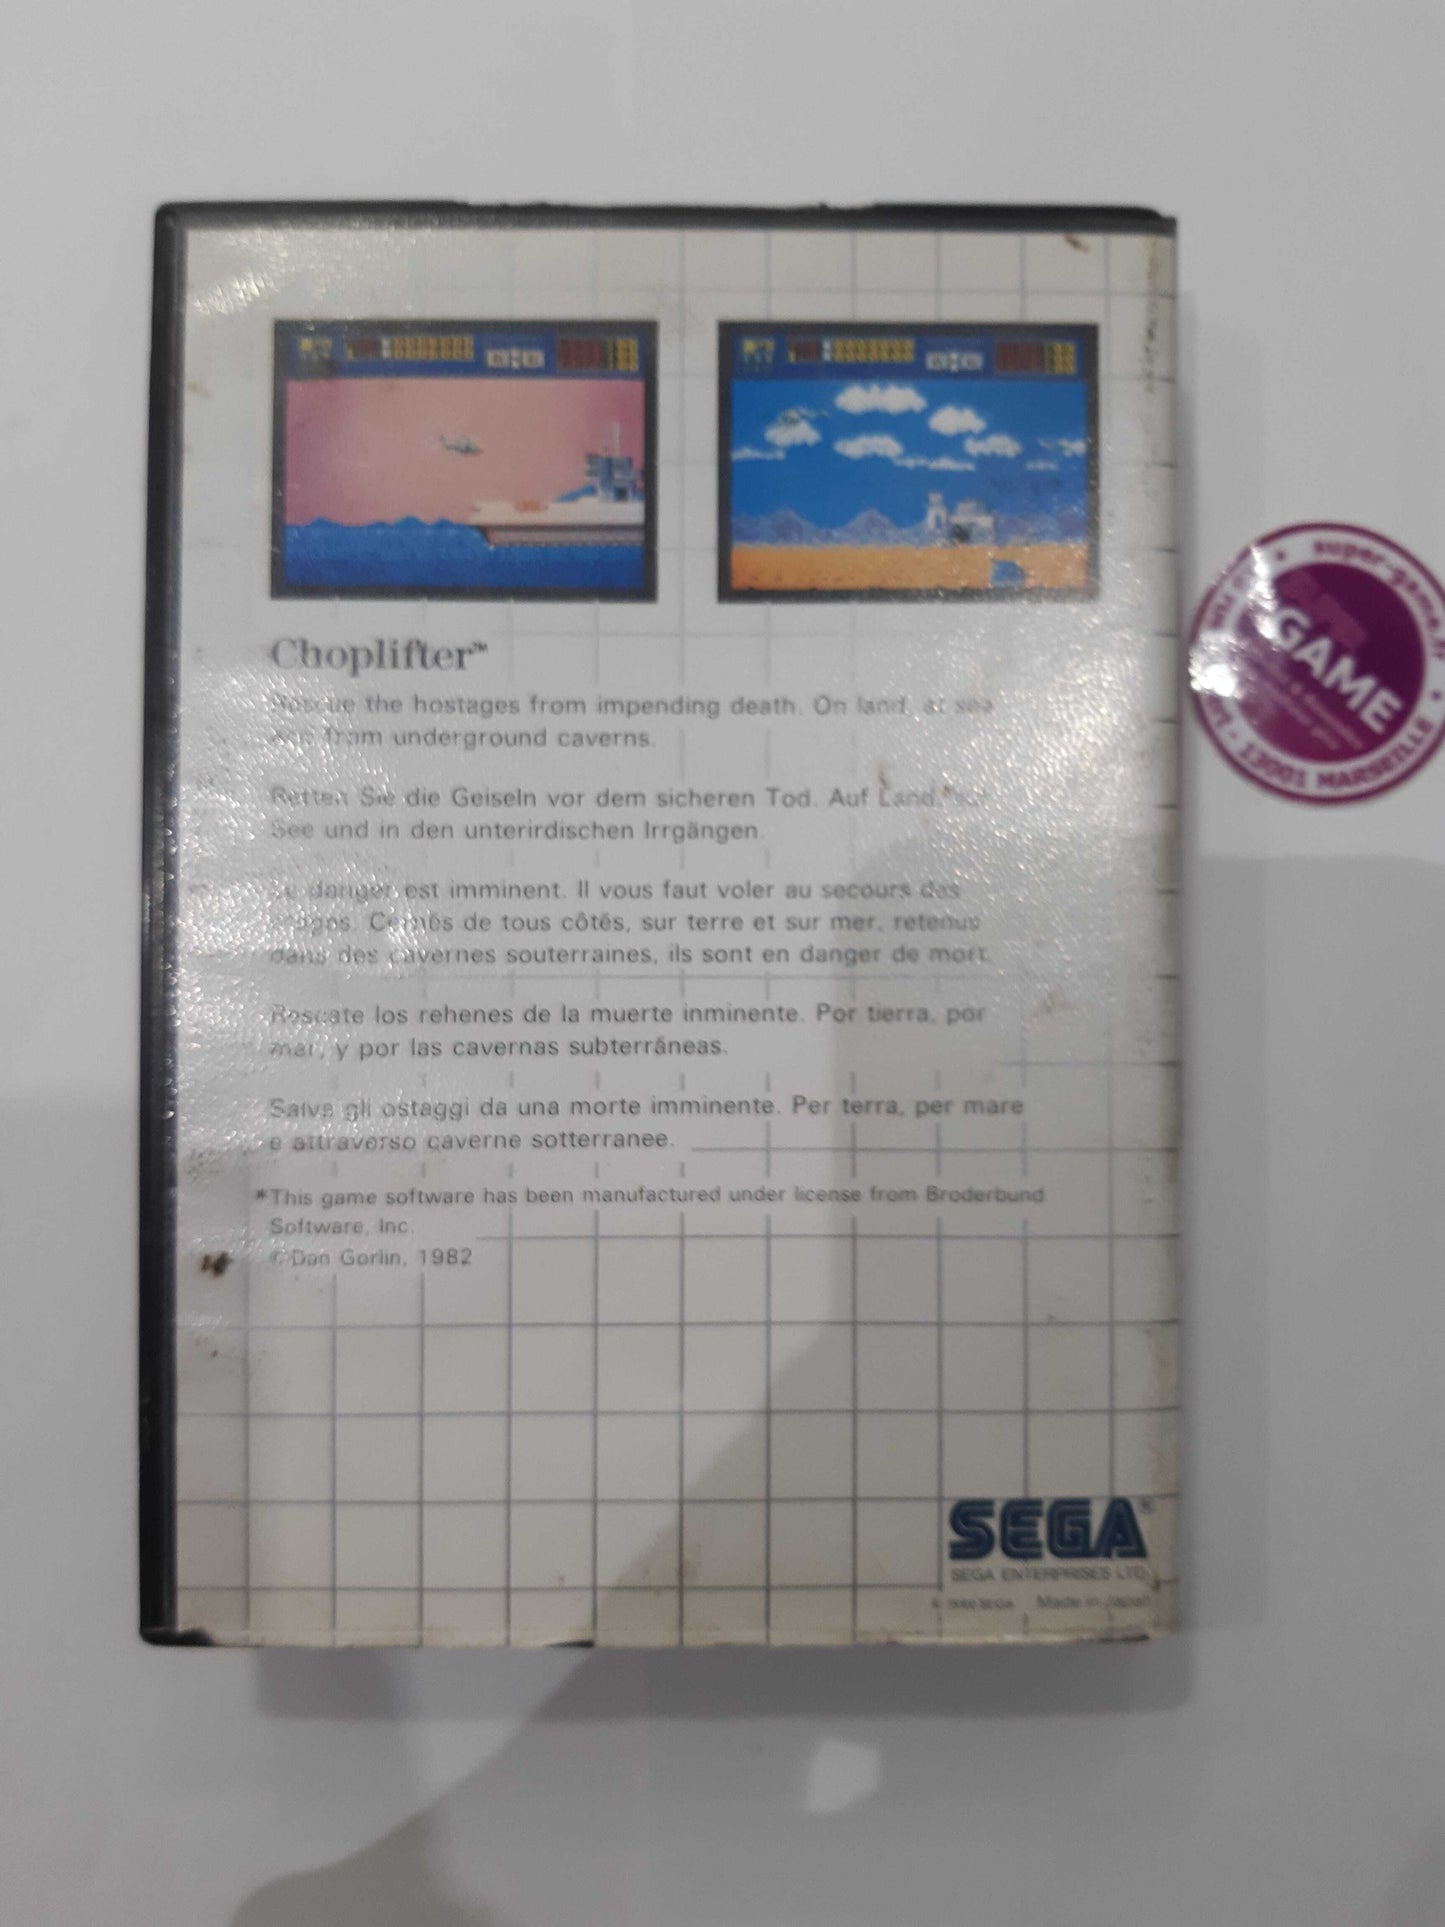 Choplifter™
Rescue the hostages from impending death. On land, at sea
and from underground caverns.
Retten Sie die Geiseln vor dem sicheren Tod. Auf Land, auf
See und in den unterirdischen Irrgängen.
Le danger est imminent. Il vous faut voler au secours des
otages. Cernés de tous côtés, sur terre et sur mer, retenus
dans des cavernes souterraines, ils sont en danger de mort.
Rescate los rehenes de la muerte inminente. Por tierra, por
mar, y por las cavernas subterráneas.
Salva gli ostaggi da una morte imminente. Per terra, per mare
e attraverso caverne sotterranee.
*This game software has been manufactured under license from Broderbund
Software, Inc.
©Dan Gorlin, 1982
SEGA®
SEGA ENTERPRISES LTD.
SEGA Made in Japan
super-game.fr
GAME
13001 MARSEILLE